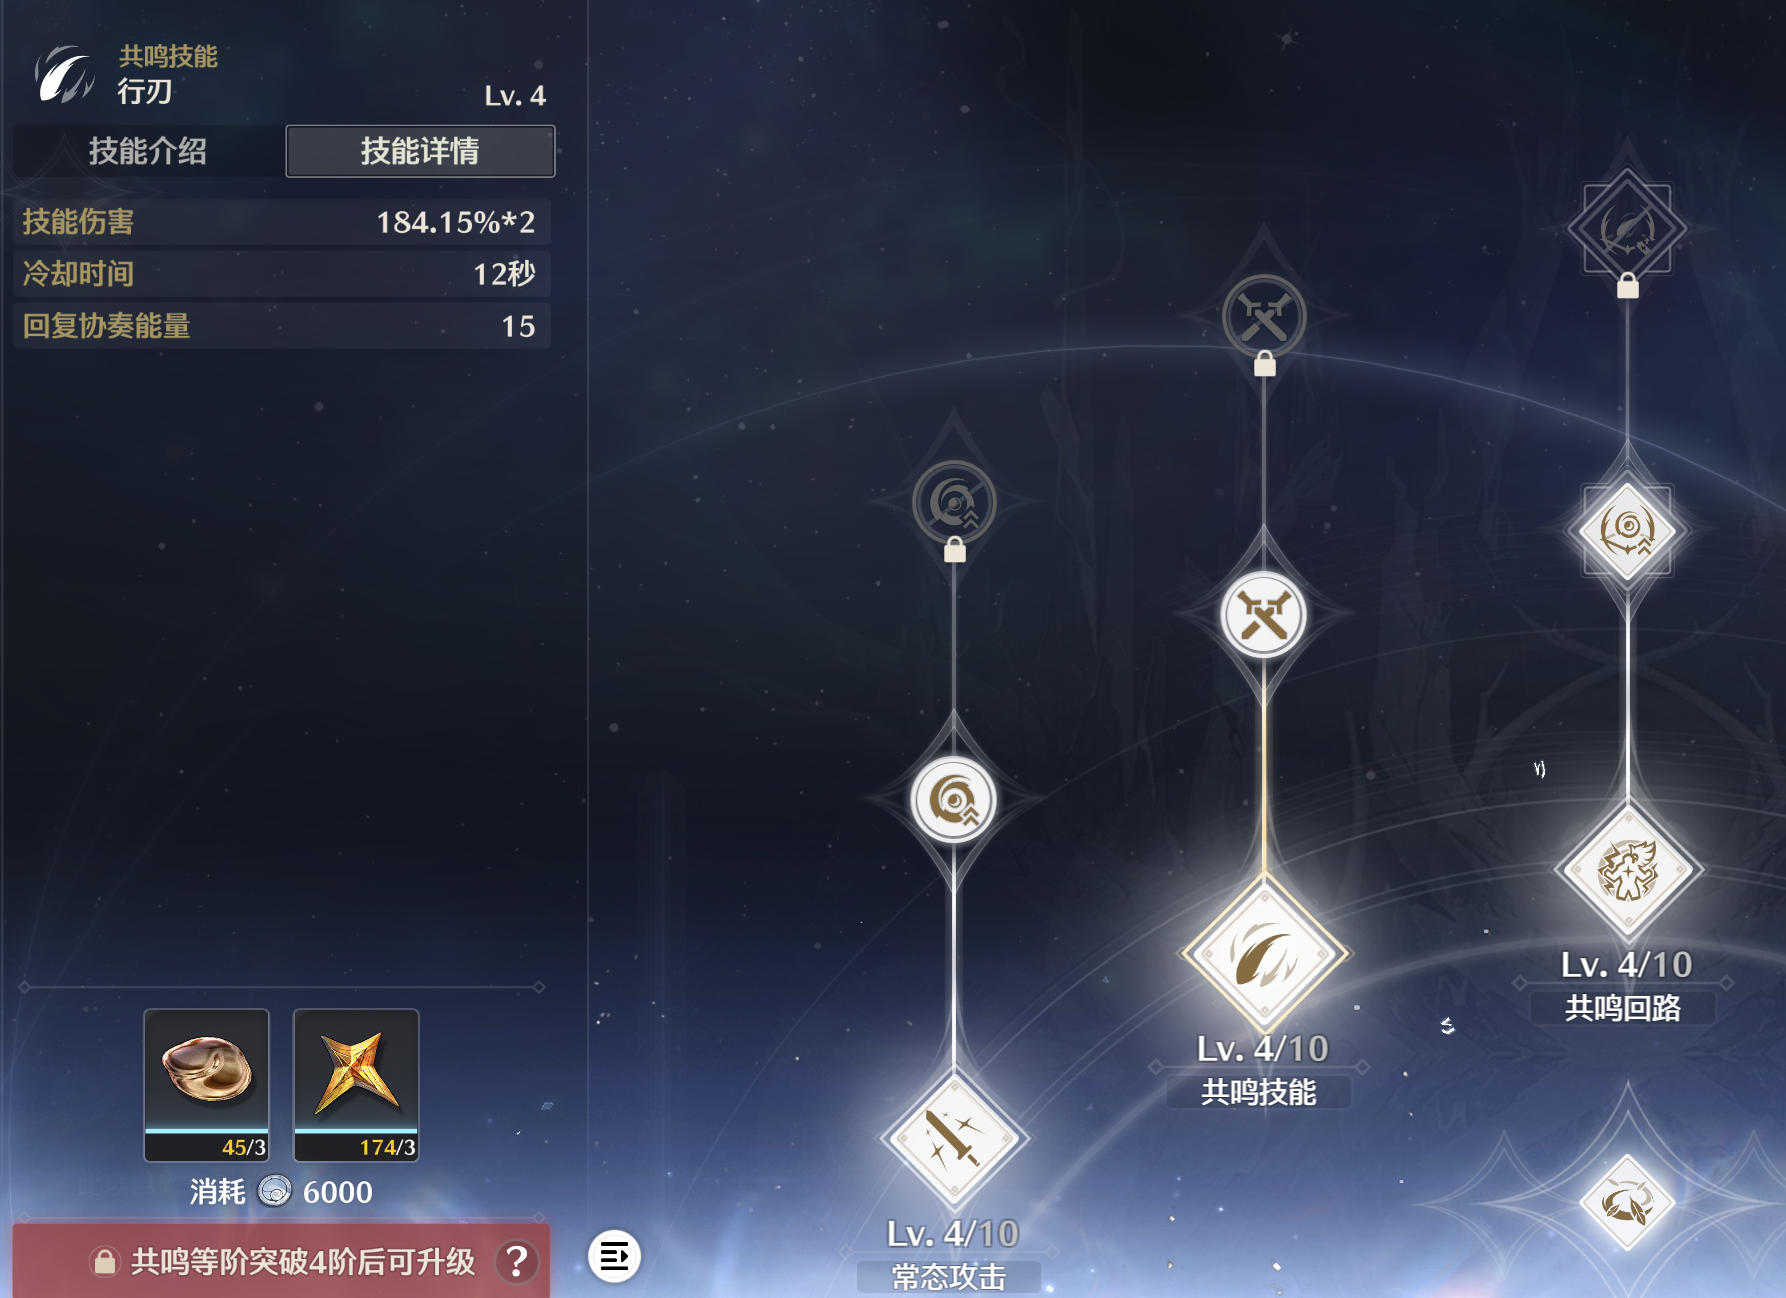 共鸣技能
行刃
Lv. 4
技能介绍
技能详情
技能伤害
184.15%*2
冷却时间
12秒
回复协奏能量
15
45/3
174/3
消耗 6000
共鸣等阶突破4阶后可升级
?
Lv. 4/10
常态攻击
Lv. 4/10
共鸣技能
Lv. 4/10
共鸣回路